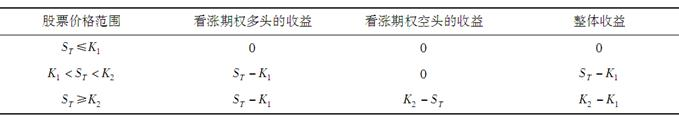 股票价格范围 看涨期权多头的收益 看涨期权空头的收益 整体收益
S_T ≤ K_1 0 0 0
K_1 < S_T < K_2 S_T − K_1 0 S_T − K_1
S_T ≥ K_2 S_T − K_1 K_2 − S_T K_2 − K_1